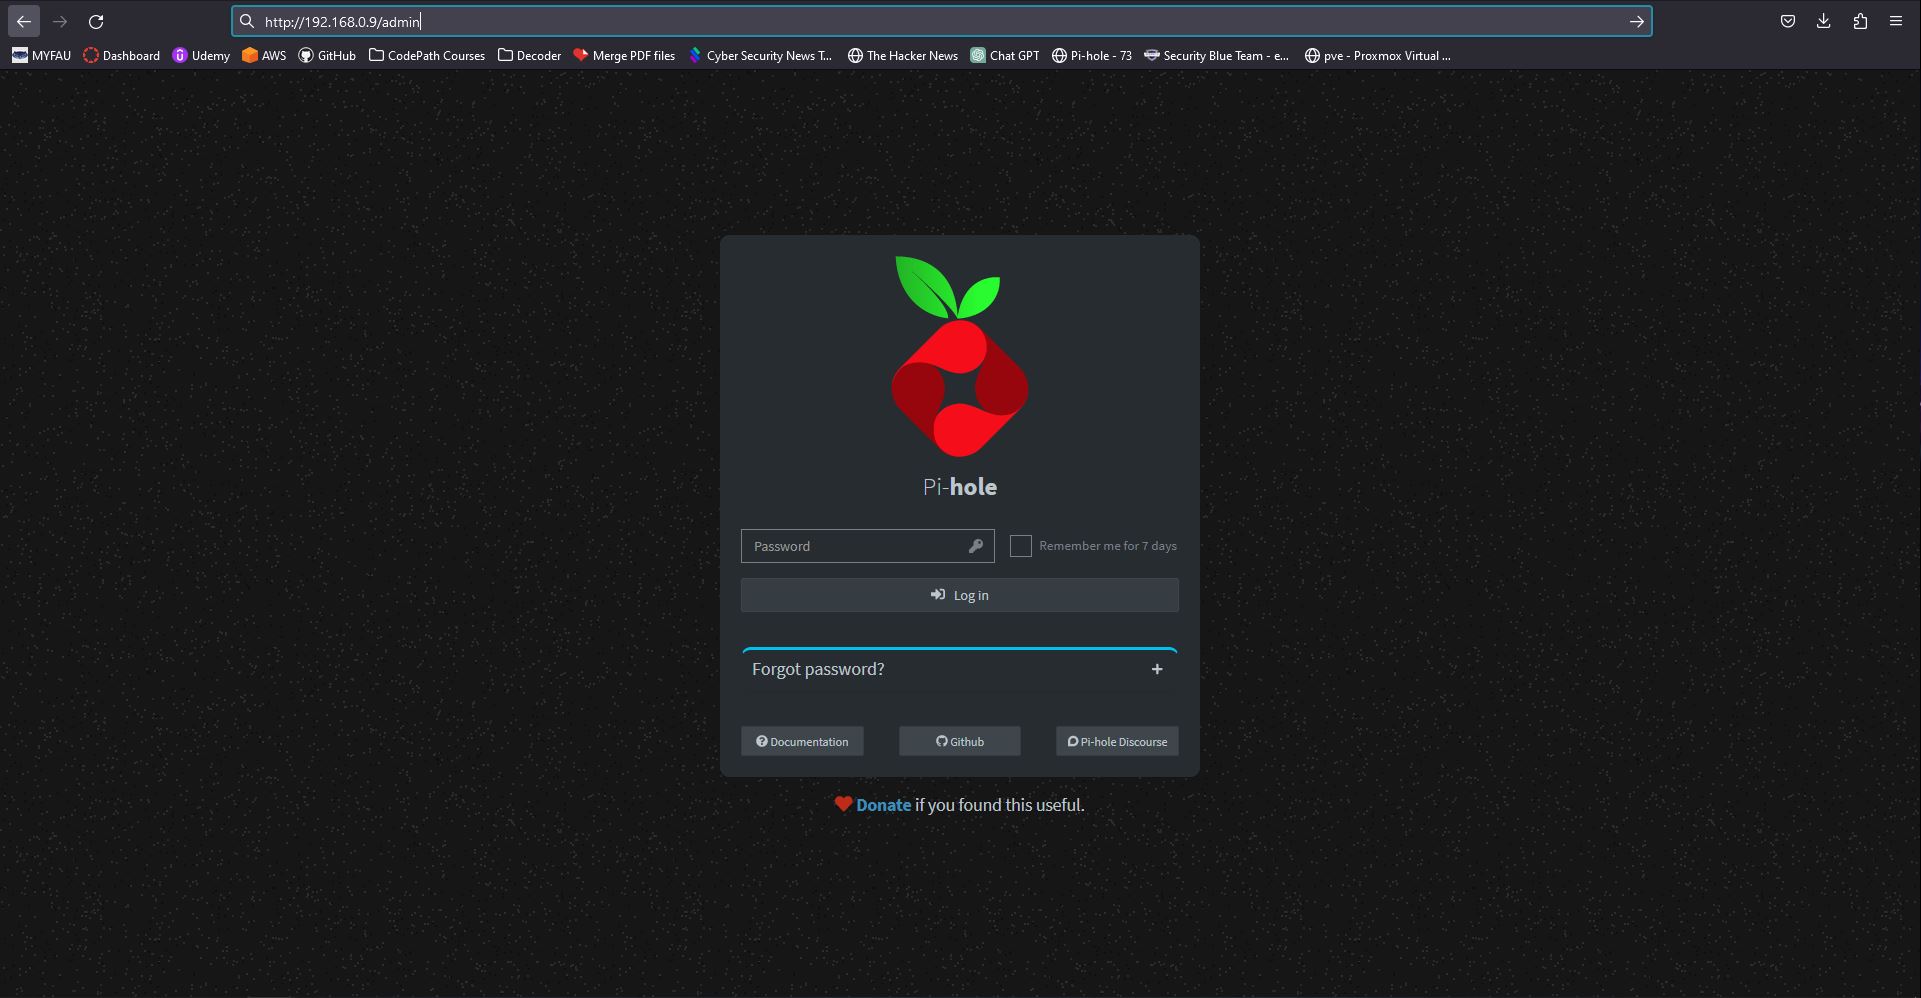 http://192.168.0.9/admin
MYFAU Dashboard Udemy AWS GitHub CodePath Courses Decoder Merge PDF files Cyber Security News T... The Hacker News Chat GPT Pi-hole - 73 Security Blue Team - e... pve - Proxmox Virtual ...
Pi-hole
Password Remember me for 7 days
Log in
Forgot password? +
Documentation Github Pi-hole Discourse
Donate if you found this useful.